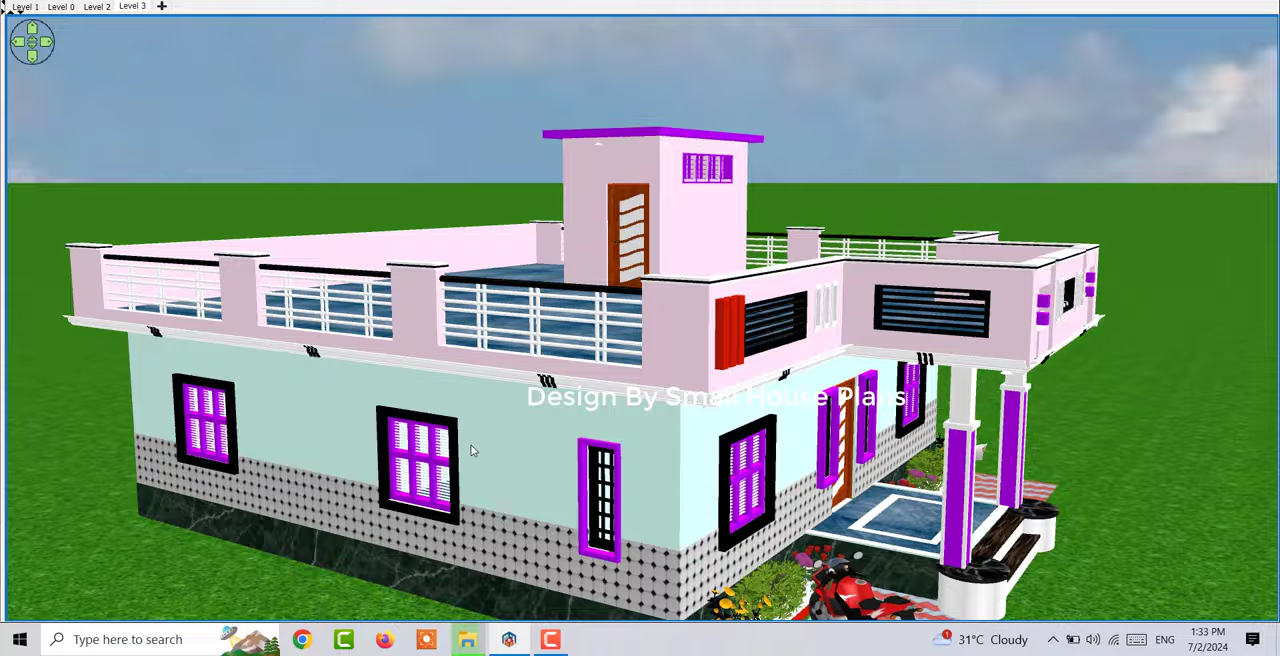 Level 1 Level 0 Level 2 Level 3
Design By Small House Plans
Type here to search
1 31°C Cloudy ENG 1:33 PM
7/2/2024